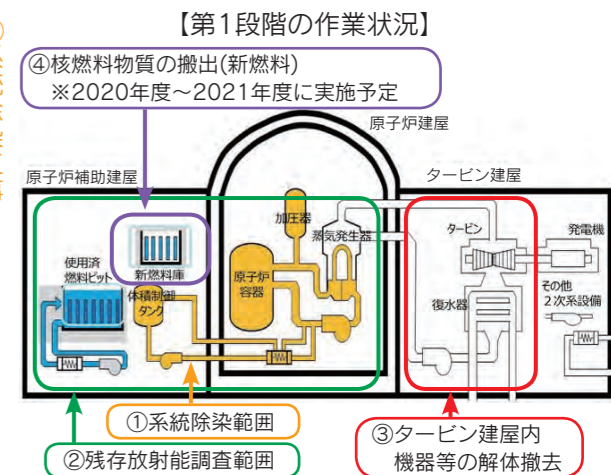 【第1段階の作業状況】
④核燃料物質の搬出(新燃料)
※2020年度～2021年度に実施予定
原子炉建屋
原子炉補助建屋
タービン建屋
加圧器
蒸気発生器
タービン
発電機
使用済
燃料ピット
新燃料庫
原子炉
容器
体積制御
タンク
復水器
その他
2次系設備
①系統除染範囲
②残存放射能調査範囲
③タービン建屋内
機器等の解体撤去